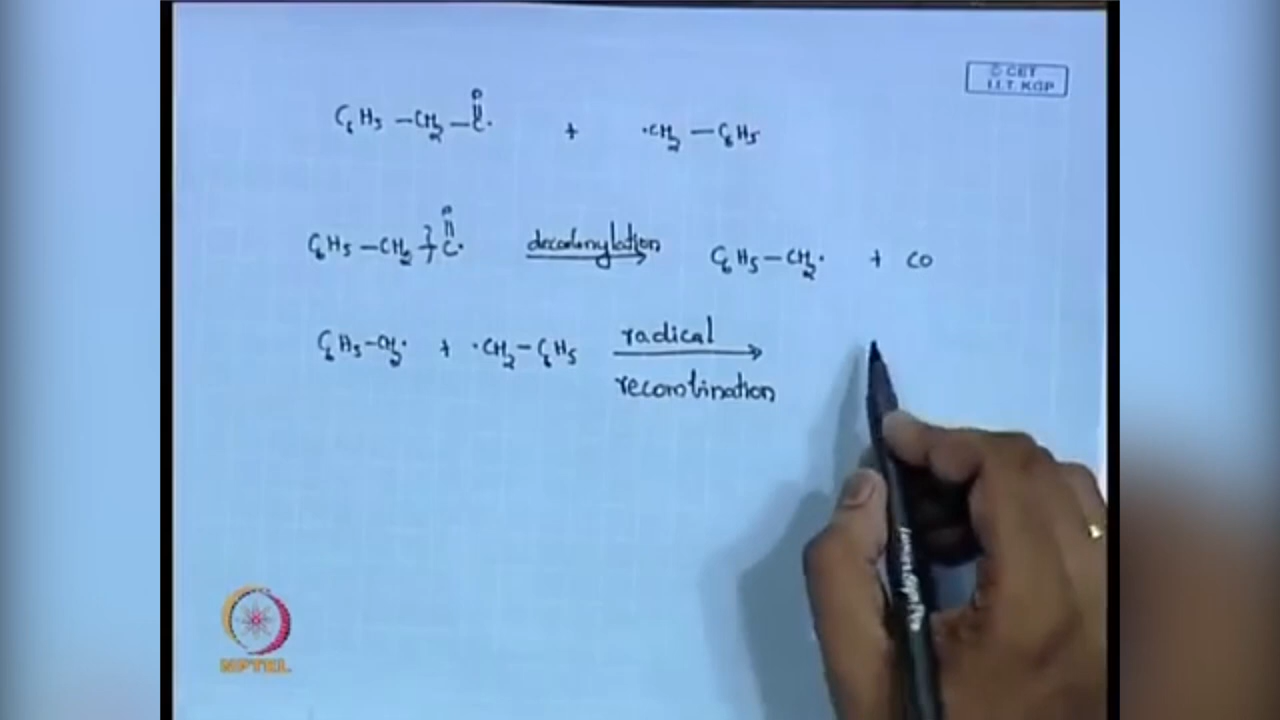 © CET
I.I.T. KGP
O
C₆H₅ –CH₂ –C· + ·CH₂ –C₆H₅
O
C₆H₅ –CH₂ C· decarbonylation C₆H₅–CH₂· + CO
C₆H₅–CH₂· + ·CH₂–C₆H₅ radical
recombination
NPTEL